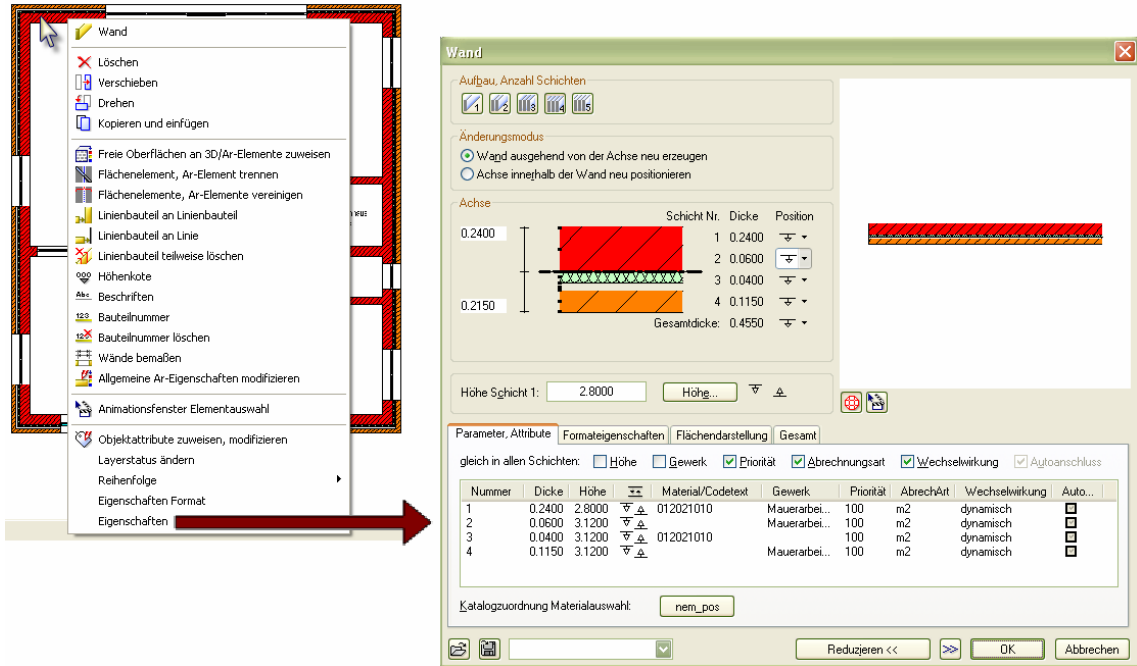 Wand
Löschen
Verschieben
Drehen
Kopieren und einfügen
Freie Oberflächen an 3D/Ar-Elemente zuweisen
Flächenelement, Ar-Element trennen
Flächenelemente, Ar-Elemente vereinigen
Linienbauteil an Linienbauteil
Linienbauteil an Linie
Linienbauteil teilweise löschen
Höhenkote
Abc Beschriften
123 Bauteilnummer
Bauteilnummer löschen
Wände bemaßen
Allgemeine Ar-Eigenschaften modifizieren
Animationsfenster Elementauswahl
Objektattribute zuweisen, modifizieren
Layerstatus ändern
Reihenfolge
Eigenschaften Format
Eigenschaften
Wand
Aufbau, Anzahl Schichten
1 2 3 4 5
Änderungsmodus
Wand ausgehend von der Achse neu erzeugen
Achse innerhalb der Wand neu positionieren
Achse
Schicht Nr. Dicke Position
0.2400
1 0.2400
2 0.0600
3 0.0400
0.2150
4 0.1150
Gesamtdicke: 0.4550
Höhe Schicht 1: 2.8000 Höhe...
Parameter, Attribute Formateigenschaften Flächendarstellung Gesamt
gleich in allen Schichten: Höhe Gewerk Priorität Abrechnungsart Wechselwirkung Autoanschluss
Nummer Dicke Höhe Material/Codetext Gewerk Priorität AbrechArt Wechselwirkung Auto...
1 0.2400 2.8000 012021010 Mauerarbei... 100 m2 dynamisch
2 0.0600 3.1200 Mauerarbei... 100 m2 dynamisch
3 0.0400 3.1200 012021010 100 m2 dynamisch
4 0.1150 3.1200 Mauerarbei... 100 m2 dynamisch
Katalogzuordnung Materialauswahl: nem_pos
Reduzieren << >> OK Abbrechen